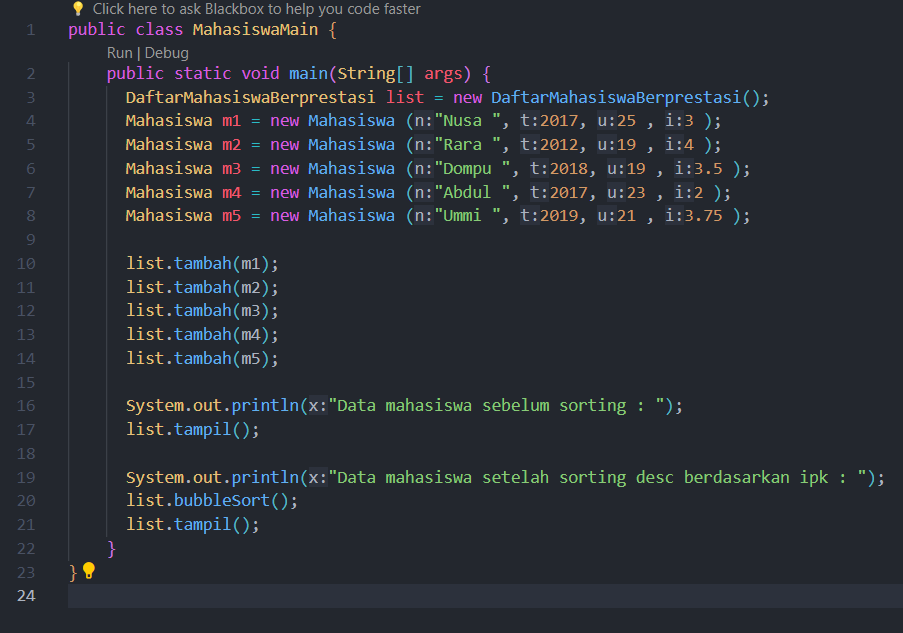 Click here to ask Blackbox to help you code faster
1 public class MahasiswaMain {
Run | Debug
2 public static void main(String[] args) {
3 DaftarMahasiswaBerprestasi list = new DaftarMahasiswaBerprestasi();
4 Mahasiswa m1 = new Mahasiswa (n:"Nusa ", t:2017, u:25 , i:3 );
5 Mahasiswa m2 = new Mahasiswa (n:"Rara ", t:2012, u:19 , i:4 );
6 Mahasiswa m3 = new Mahasiswa (n:"Dompu ", t:2018, u:19 , i:3.5 );
7 Mahasiswa m4 = new Mahasiswa (n:"Abdul ", t:2017, u:23 , i:2 );
8 Mahasiswa m5 = new Mahasiswa (n:"Ummi ", t:2019, u:21 , i:3.75 );
9
10 list.tambah(m1);
11 list.tambah(m2);
12 list.tambah(m3);
13 list.tambah(m4);
14 list.tambah(m5);
15
16 System.out.println(x:"Data mahasiswa sebelum sorting : ");
17 list.tampil();
18
19 System.out.println(x:"Data mahasiswa setelah sorting desc berdasarkan ipk : ");
20 list.bubbleSort();
21 list.tampil();
22 }
23 }
24